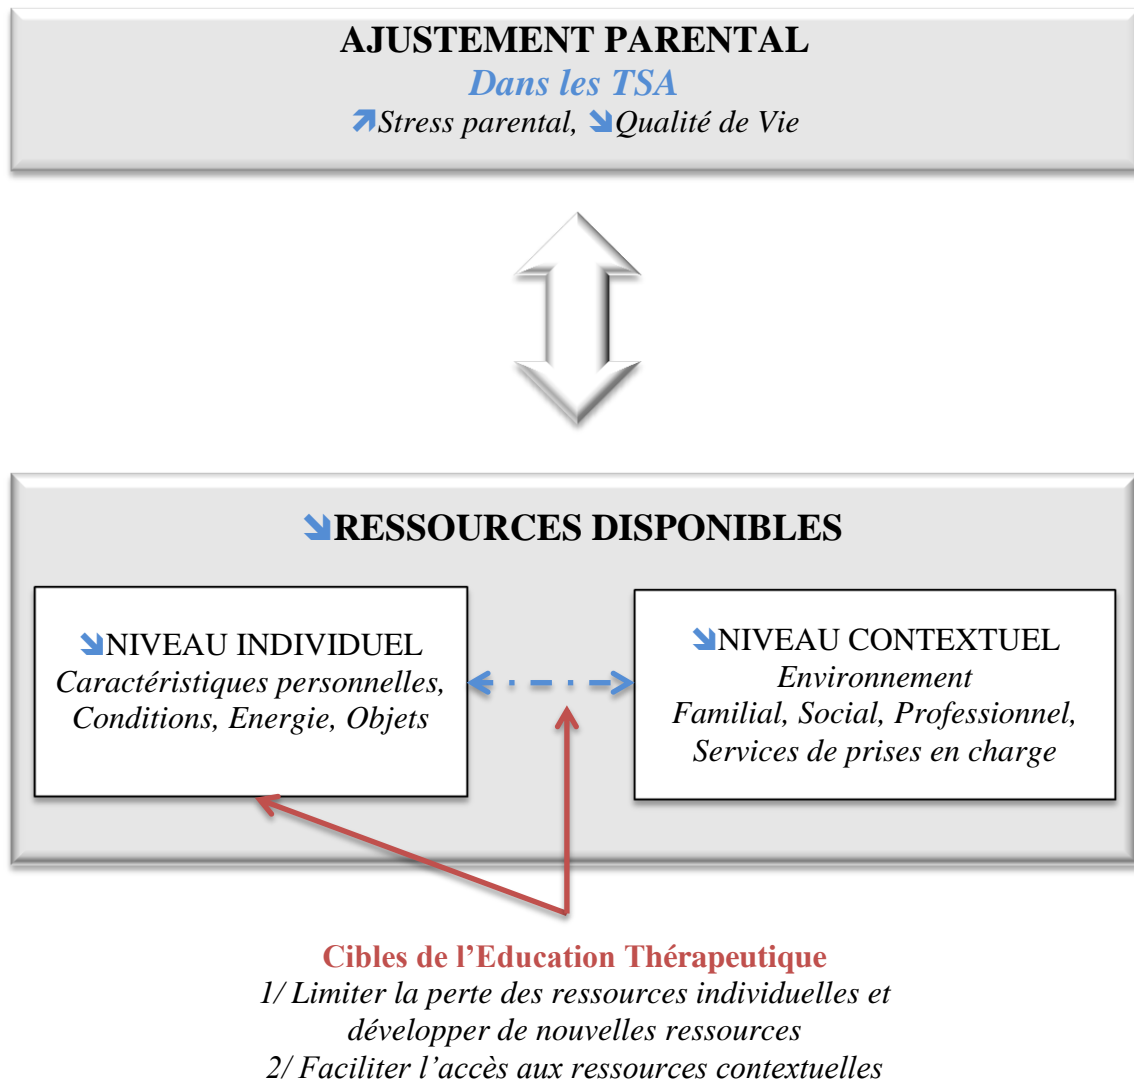 AJUSTEMENT PARENTAL
Dans les TSA
Stress parental, Qualité de Vie
RESSOURCES DISPONIBLES
NIVEAU INDIVIDUEL
Caractéristiques personnelles,
Conditions, Energie, Objets
NIVEAU CONTEXTUEL
Environnement
Familial, Social, Professionnel,
Services de prises en charge
Cibles de l’Education Thérapeutique
1/ Limiter la perte des ressources individuelles et
développer de nouvelles ressources
2/ Faciliter l’accès aux ressources contextuelles